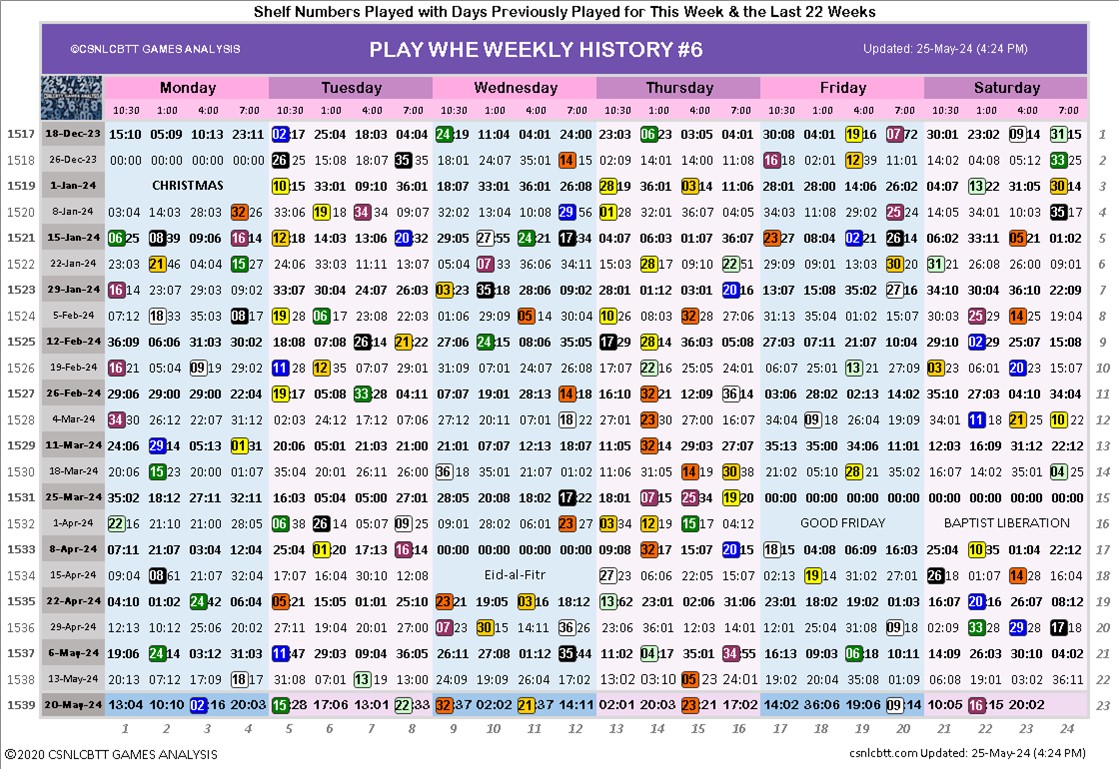 Shelf Numbers Played with Days Previously Played for This Week & the Last 22 Weeks
©CSNLCBTT GAMES ANALYSIS PLAY WHE WEEKLY HISTORY #6 Updated: 25-May-24 (4:24 PM)
Monday Tuesday Wednesday Thursday Friday Saturday
10:30 1:00 4:00 7:00 10:30 1:00 4:00 7:00 10:30 1:00 4:00 7:00 10:30 1:00 4:00 7:00 10:30 1:00 4:00 7:00 10:30 1:00 4:00 7:00
1517 18-Dec-23 15:10 05:09 10:13 23:11 02:17 25:04 18:03 04:04 24:19 11:04 04:01 24:00 23:03 06:23 03:05 04:01 30:08 04:01 19:16 07:72 30:01 23:02 09:14 31:15 1
1518 26-Dec-23 00:00 00:00 00:00 00:00 26:25 15:08 18:07 35:35 18:01 24:07 35:01 14:15 02:09 14:01 14:00 11:08 17:18 02:01 12:39 11:01 14:02 04:08 05:12 33:25 2
1519 1-Jan-24 CHRISTMAS 10:15 33:01 09:10 36:01 18:07 33:01 36:01 26:08 28:19 36:01 03:14 11:06 28:01 28:00 14:06 26:02 04:07 13:22 31:05 30:14 3
1520 8-Jan-24 03:04 14:03 28:03 32:26 33:06 19:18 34:34 09:07 32:02 13:04 10:08 29:56 01:28 32:01 36:07 04:05 34:03 11:08 29:02 25:24 14:05 34:01 10:03 35:17 4
1521 15-Jan-24 06:25 08:39 09:06 16:14 12:18 14:03 13:06 20:32 29:05 27:55 24:21 17:34 04:07 06:03 01:06 36:07 23:27 08:04 02:21 26:14 06:02 33:11 05:21 01:02 5
1522 22-Jan-24 23:03 21:46 04:04 15:27 24:06 33:03 11:11 13:07 05:04 07:33 36:06 34:11 15:03 28:17 09:10 22:51 29:09 09:01 13:03 30:20 31:21 26:08 26:00 09:01 6
1523 29-Jan-24 16:14 23:07 29:03 09:02 33:07 30:04 24:07 26:03 03:23 35:18 28:06 09:02 28:01 01:12 03:01 20:16 13:07 15:08 35:02 27:16 34:10 30:04 36:10 22:09 7
1524 5-Feb-24 07:12 18:33 35:03 08:17 19:28 06:17 23:08 22:03 01:06 29:09 05:14 30:04 10:26 08:03 32:28 27:06 31:13 35:04 01:02 15:07 30:03 25:29 14:25 19:04 8
1525 12-Feb-24 36:09 06:06 31:03 30:02 18:08 07:08 26:14 21:22 27:06 24:15 08:06 35:05 17:29 28:14 36:03 05:08 27:03 07:11 21:07 10:04 29:10 02:29 25:07 15:08 9
1526 19-Feb-24 16:21 05:04 09:19 29:02 11:28 12:35 07:07 29:01 36:07 12:01 34:13 26:07 17:07 22:16 25:05 24:01 06:07 25:01 13:21 27:09 03:23 06:01 20:23 15:07 10
1527 26-Feb-24 29:06 29:00 29:00 22:04 19:17 05:08 33:28 04:11 07:07 19:01 28:13 14:18 16:10 32:21 12:09 36:14 03:06 28:02 02:13 14:02 35:10 27:03 04:10 34:04 11
1528 4-Mar-24 34:30 26:12 22:07 31:12 02:03 24:12 17:12 07:06 27:12 20:11 07:07 18:22 27:01 23:30 27:00 16:07 34:04 09:18 26:04 19:09 34:01 11:18 21:25 10:22 12
1529 11-Mar-24 24:06 29:14 05:13 01:31 20:06 05:01 21:03 21:00 21:01 07:07 12:13 18:07 11:05 32:14 29:03 27:07 35:13 35:00 14:06 11:01 12:03 16:09 31:12 22:12 13
1530 18-Mar-24 20:06 15:23 20:00 01:07 35:04 20:01 26:11 26:00 36:18 35:01 21:07 01:02 11:06 31:05 14:19 30:38 21:02 05:10 28:21 35:02 16:07 14:02 35:01 04:25 14
1531 25-Mar-24 35:02 18:12 27:11 32:11 16:03 05:04 05:00 27:01 28:05 20:08 18:02 17:22 18:01 07:15 25:34 19:20 00:00 00:00 00:00 00:00 00:00 00:00 00:00 00:00 15
1532 1-Apr-24 22:16 21:10 21:00 28:05 06:38 26:14 05:07 09:25 09:01 28:02 06:01 23:27 03:34 12:19 15:17 04:12 GOOD FRIDAY BAPTIST LIBERATION 16
1533 8-Apr-24 07:11 21:07 03:04 12:04 25:04 01:20 17:13 16:14 00:00 00:00 00:00 00:00 09:08 32:17 15:07 20:15 18:15 04:08 06:09 16:03 25:04 10:35 01:04 22:12 17
1534 15-Apr-24 09:04 08:61 21:07 32:04 17:07 16:04 30:10 12:08 Eid-al-Fitr 27:23 06:06 22:05 15:07 02:13 19:14 31:02 27:01 26:18 01:07 14:28 16:04 18
1535 22-Apr-24 04:10 01:02 24:42 06:04 05:21 15:05 01:01 25:10 23:21 19:05 03:16 18:12 13:62 23:01 02:06 31:06 23:01 18:02 19:02 01:03 16:07 20:16 26:07 08:12 19
1536 29-Apr-24 12:13 10:12 25:06 20:02 27:11 19:04 20:01 27:00 07:23 30:15 14:11 36:26 23:06 36:01 12:03 14:01 12:01 25:04 31:08 09:18 02:09 33:28 29:28 17:18 20
1537 6-May-24 19:06 24:14 03:12 31:03 11:47 29:03 09:04 36:05 26:11 27:08 01:12 35:44 11:02 04:17 35:01 34:55 16:13 09:03 06:18 10:11 14:09 26:03 30:10 04:02 21
1538 13-May-24 20:13 07:12 17:09 18:17 31:08 07:01 13:19 13:00 24:09 19:09 26:04 17:02 13:02 03:10 05:23 24:01 19:02 20:04 35:08 01:09 06:08 19:01 03:02 36:11 22
1539 20-May-24 13:04 10:10 02:16 20:03 15:28 17:06 13:01 22:33 32:37 02:02 21:37 14:11 02:01 20:03 23:21 17:02 14:02 36:06 19:06 09:14 10:05 16:15 20:02 23
1 2 3 4 5 6 7 8 9 10 11 12 13 14 15 16 17 18 19 20 21 22 23 24
©2020 CSNLCBTT GAMES ANALYSIS csnlcbtt.com Updated: 25-May-24 (4:24 PM)